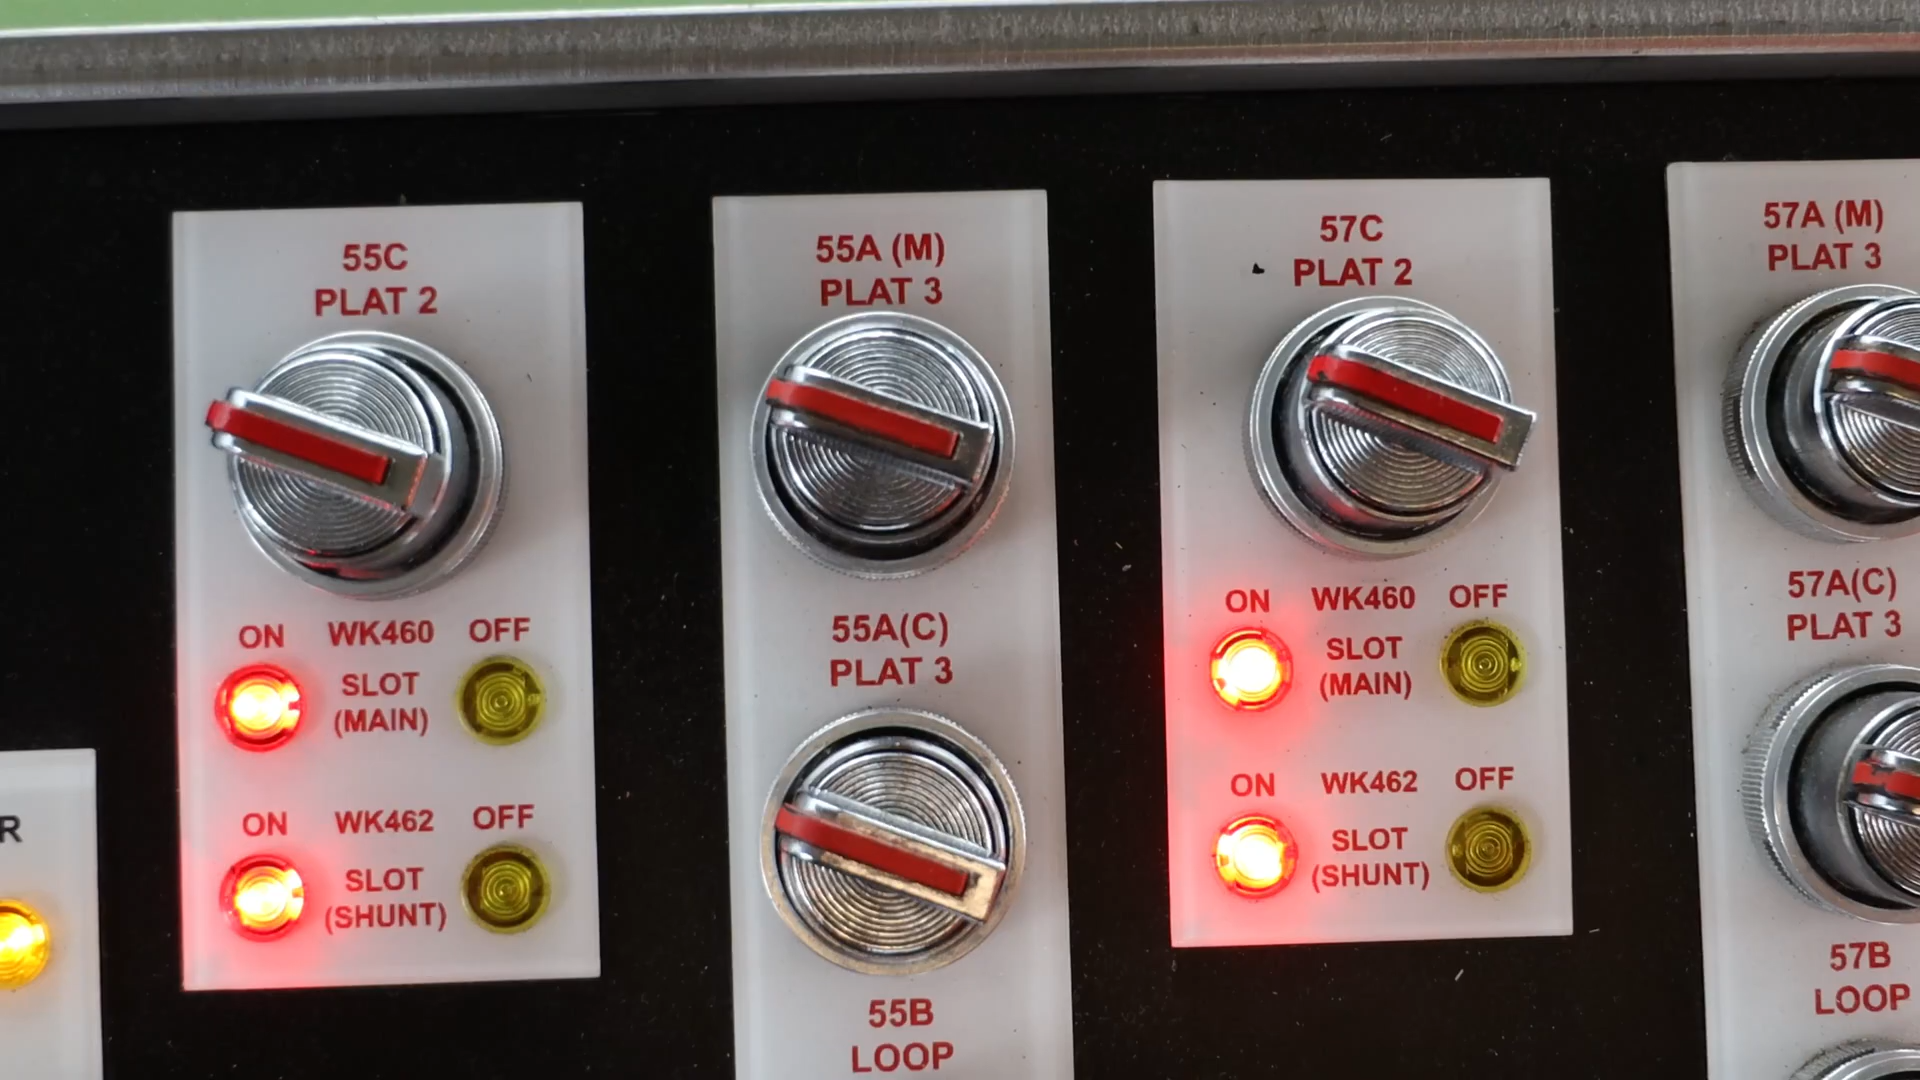 55C
PLAT 2
ON WK460 OFF
SLOT
(MAIN)
ON WK462 OFF
SLOT
(SHUNT)
R
55A (M)
PLAT 3
55A(C)
PLAT 3
55B
LOOP
57C
PLAT 2
ON WK460 OFF
SLOT
(MAIN)
ON WK462 OFF
SLOT
(SHUNT)
57A (M)
PLAT 3
57A(C)
PLAT 3
57B
LOOP